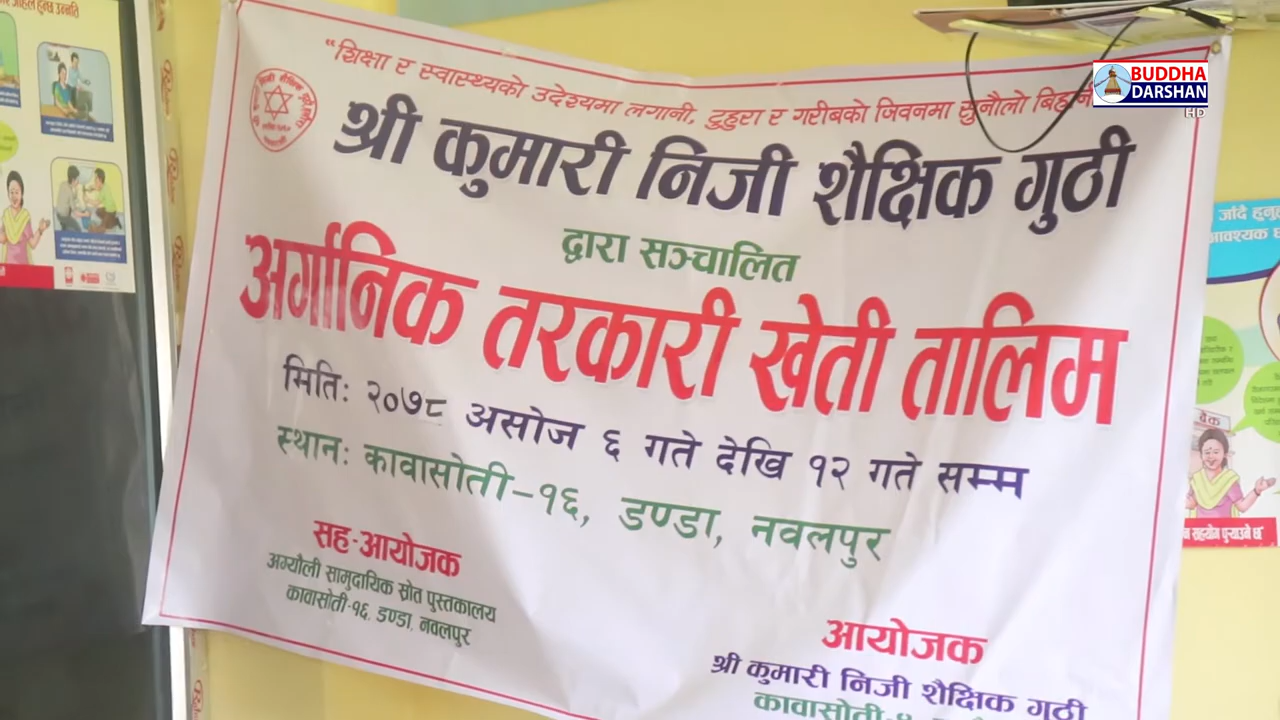 "शिक्षा र स्वास्थ्यको उदेश्यमा लगानी, टुहुरा र गरीबको जिवनमा सुनौलो
BUDDHA
DARSHAN
HD
श्री कुमारी निजी शैक्षिक गुठी
द्वारा सञ्चालित
अर्गानिक तरकारी खेती तालिम
मितिः २०७८ असोज ६ गते देखि १२ गते सम्म
स्थानः कावासोती-१६, डण्डा, नवलपुर
सह-आयोजक
अग्यौली सामुदायिक स्रोत पुस्तकालय
कावासोती-१६, डण्डा, नवलपुर
आयोजक
श्री कुमारी निजी शैक्षिक गुठी
कावासोती-४,
जाँदै हुनु